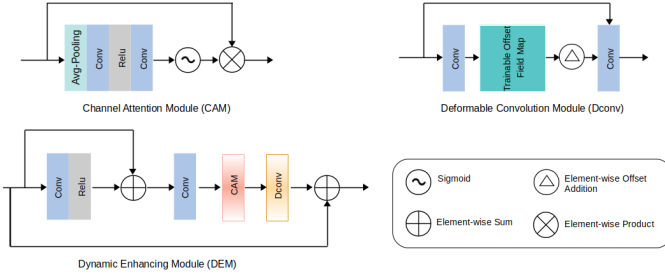 Avg-Pooling
Conv
Relu
Conv
Channel Attention Module (CAM)
Conv
Trainable Offset
Field Map
Conv
Deformable Convolution Module (Dconv)
Conv
Relu
Conv
CAM
Dconv
Dynamic Enhancing Module (DEM)
Sigmoid
Element-wise Offset
Addition
Element-wise Sum
Element-wise Product